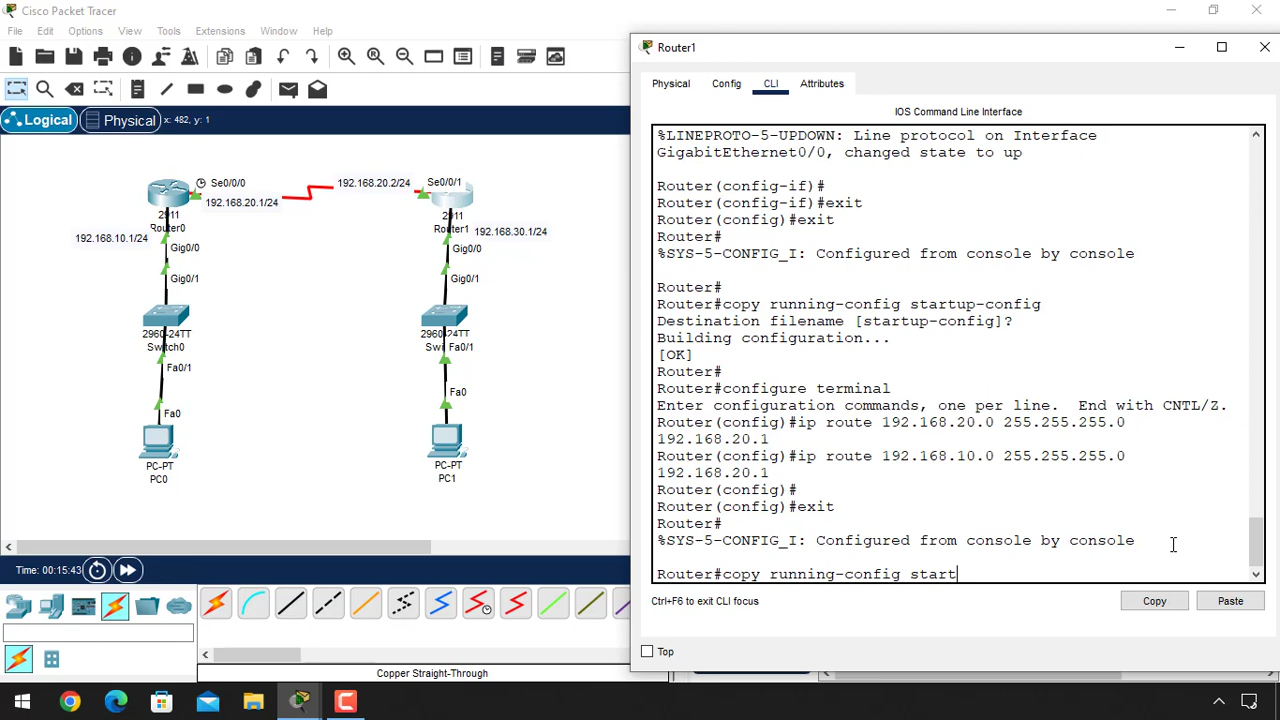 Cisco Packet Tracer
File Edit Options View Tools Extensions Window Help
Logical Physical x: 482, y: 1
Se0/0/0
192.168.20.1/24
192.168.20.2/24
Se0/0/1
2911
Router0
192.168.10.1/24
Gig0/0
Gig0/1
2911
Router1
192.168.30.1/24
Gig0/0
Gig0/1
2960-24TT
Switch0
Fa0/1
Fa0
PC-PT
PC0
2960-24TT
Fa0/1
Fa0
PC-PT
PC1
Time: 00:15:43
Copper Straight-Through
Router1
Physical Config CLI Attributes
IOS Command Line Interface
%LINEPROTO-5-UPDOWN: Line protocol on Interface
GigabitEthernet0/0, changed state to up
Router(config-if)#
Router(config-if)#exit
Router(config)#exit
Router#
%SYS-5-CONFIG_I: Configured from console by console
Router#
Router#copy running-config startup-config
Destination filename [startup-config]?
Building configuration...
[OK]
Router#
Router#configure terminal
Enter configuration commands, one per line.  End with CNTL/Z.
Router(config)#ip route 192.168.20.0 255.255.255.0
192.168.20.1
Router(config)#ip route 192.168.10.0 255.255.255.0
192.168.20.1
Router(config)#
Router(config)#exit
Router#
%SYS-5-CONFIG_I: Configured from console by console
Router#copy running-config start
Ctrl+F6 to exit CLI focus
Copy Paste
Top